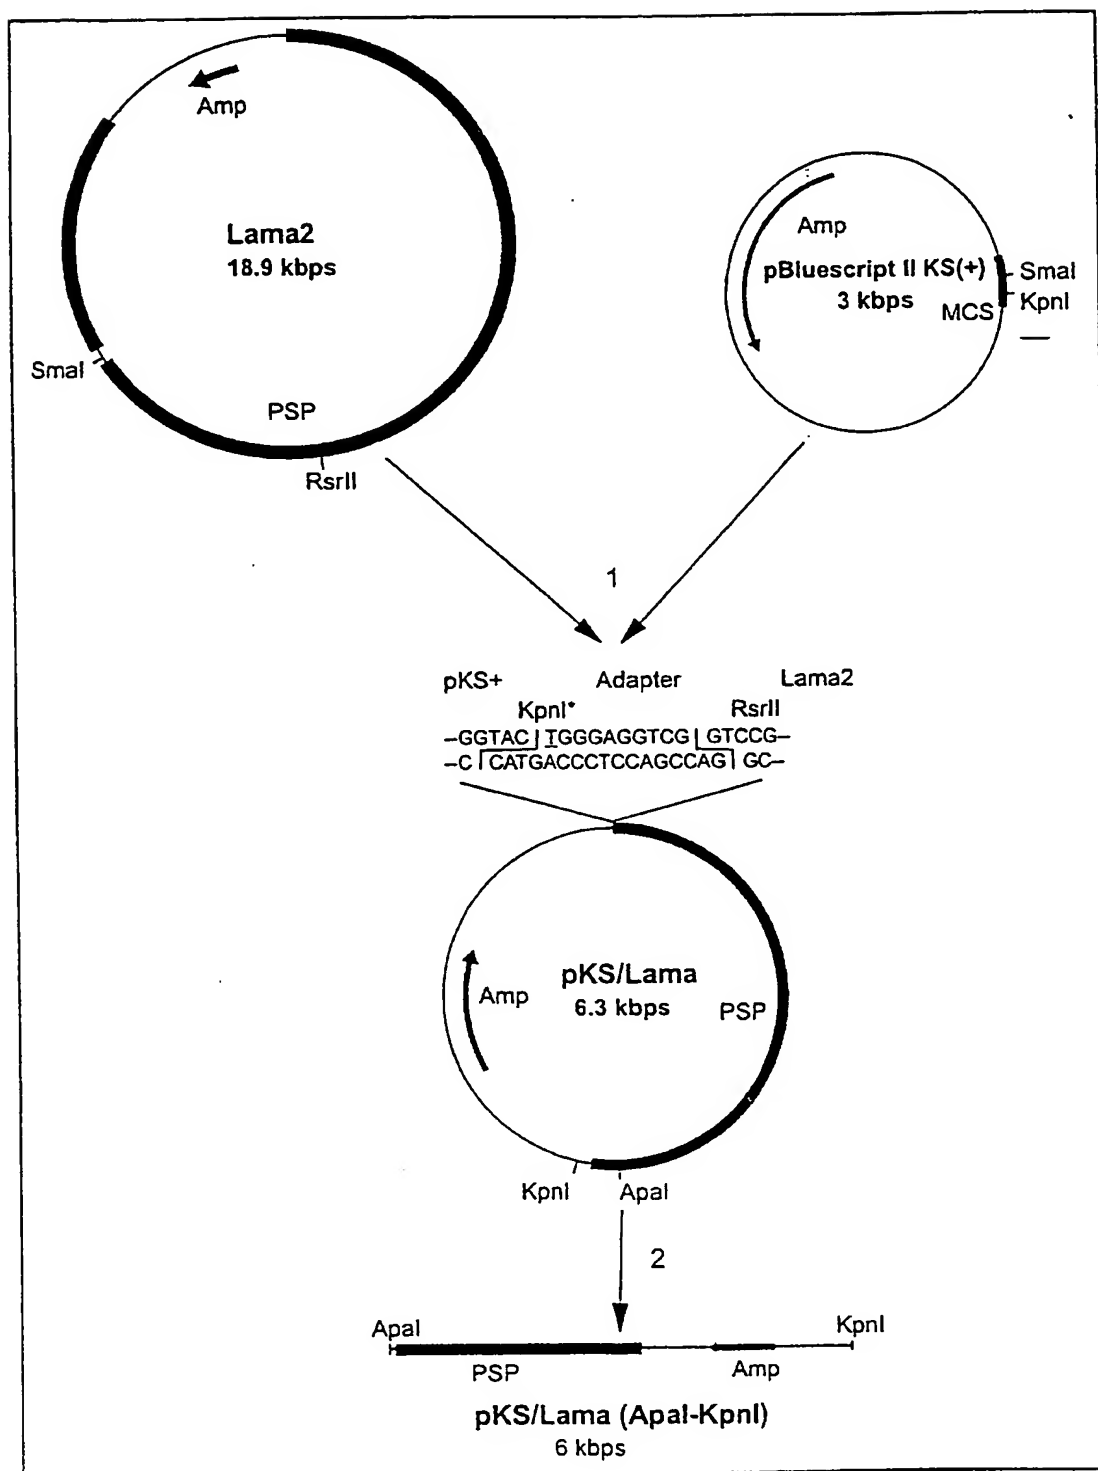 Amp
Lama2
18.9 kbps
SmaI
PSP
RsrII
Amp
pBluescript II KS(+)
3 kbps
SmaI
KpnI
MCS
1
pKS+ Adapter Lama2
KpnI* RsrII
–GGTAC TGGGAGGTCG GTCCG–
–C CATGACCCTCCAGCCAG GC–
pKS/Lama
6.3 kbps
Amp
PSP
KpnI
ApaI
2
ApaI
KpnI
PSP
Amp
pKS/Lama (ApaI-KpnI)
6 kbps